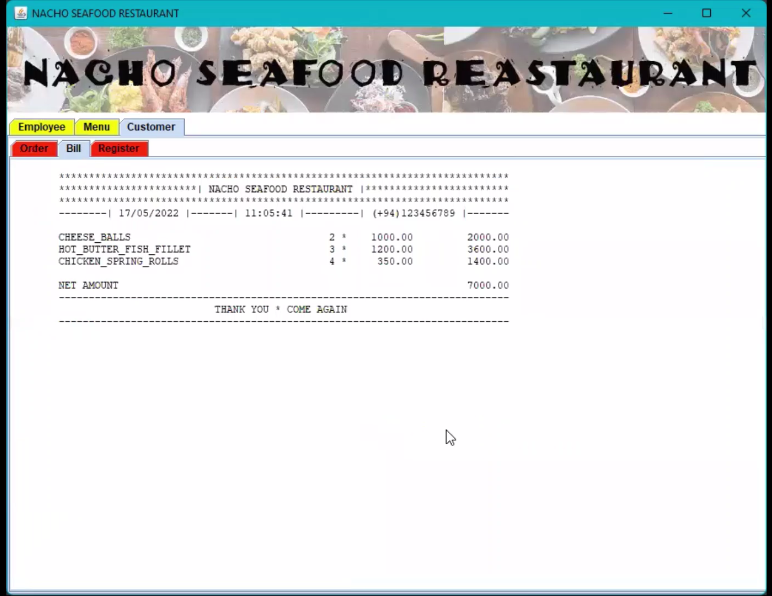 NACHO SEAFOOD RESTAURANT
NACHO SEAFOOD REASTAURANT
Employee Menu Customer
Order Bill Register
***************************************************************************
***********************| NACHO SEAFOOD RESTAURANT |************************
***************************************************************************
--------| 17/05/2022 |-------| 11:05:41 |---------| (+94)123456789 |-------
CHEESE_BALLS 2 * 1000.00 2000.00
HOT_BUTTER_FISH_FILLET 3 * 1200.00 3600.00
CHICKEN_SPRING_ROLLS 4 * 350.00 1400.00
NET AMOUNT 7000.00
---------------------------------------------------------------------------
THANK YOU * COME AGAIN
---------------------------------------------------------------------------